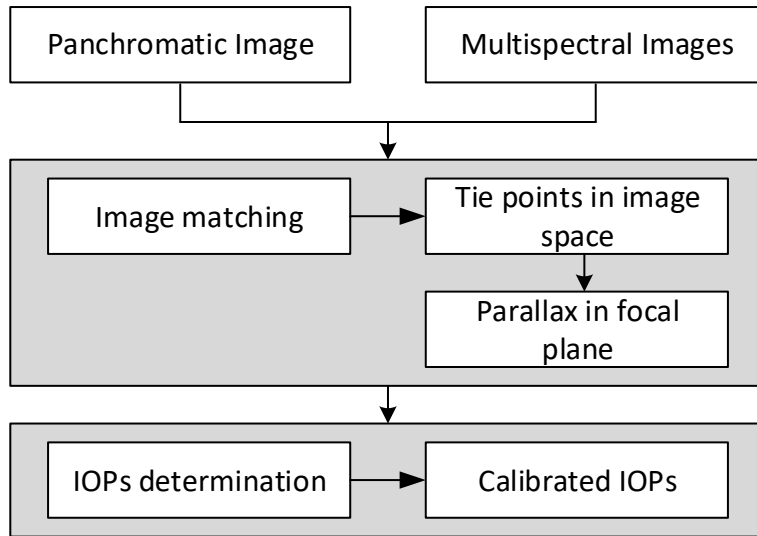 Panchromatic Image
Multispectral Images
Image matching
Tie points in image
space
Parallax in focal
plane
IOPs determination
Calibrated IOPs